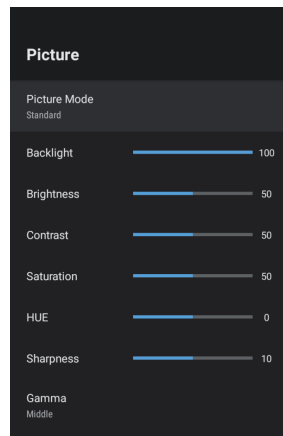 Picture
Picture Mode
Standard
Backlight 100
Brightness 50
Contrast 50
Saturation 50
HUE 0
Sharpness 10
Gamma
Middle